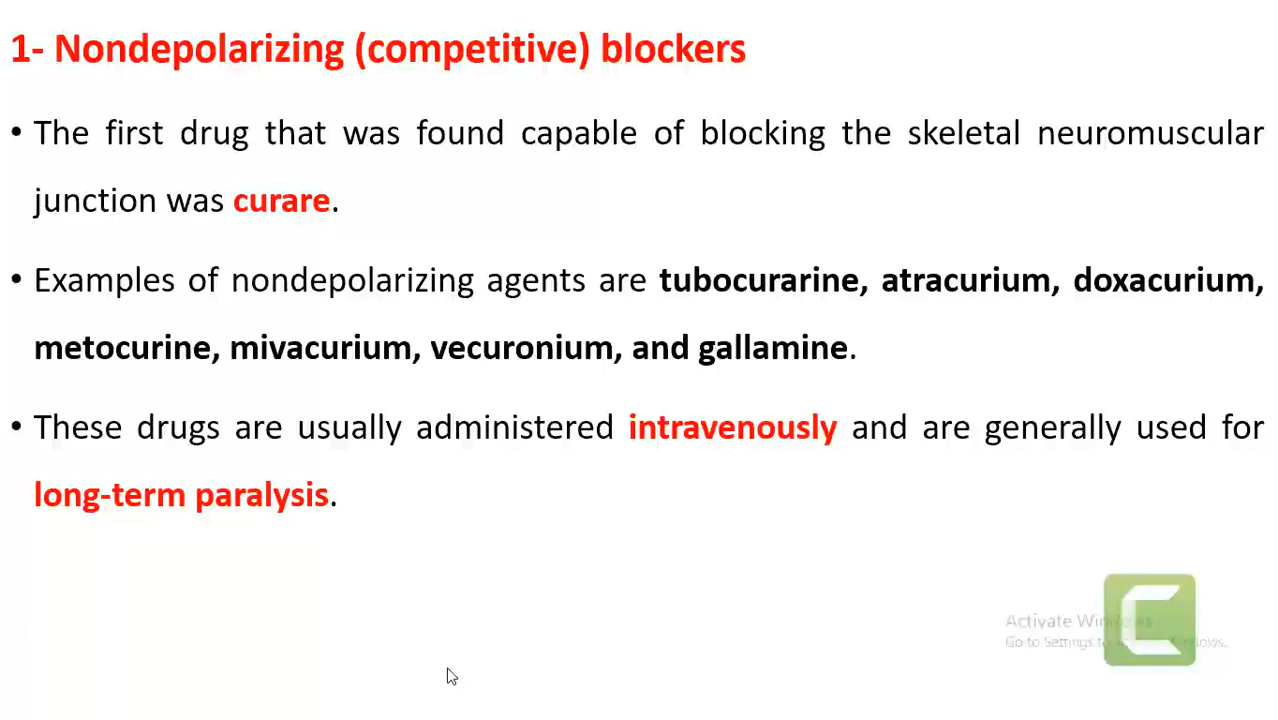 1- Nondepolarizing (competitive) blockers
• The first drug that was found capable of blocking the skeletal neuromuscular
junction was curare.
• Examples of nondepolarizing agents are tubocurarine, atracurium, doxacurium,
metocurine, mivacurium, vecuronium, and gallamine.
• These drugs are usually administered intravenously and are generally used for
long-term paralysis.
Activate Windows
Go to Settings to